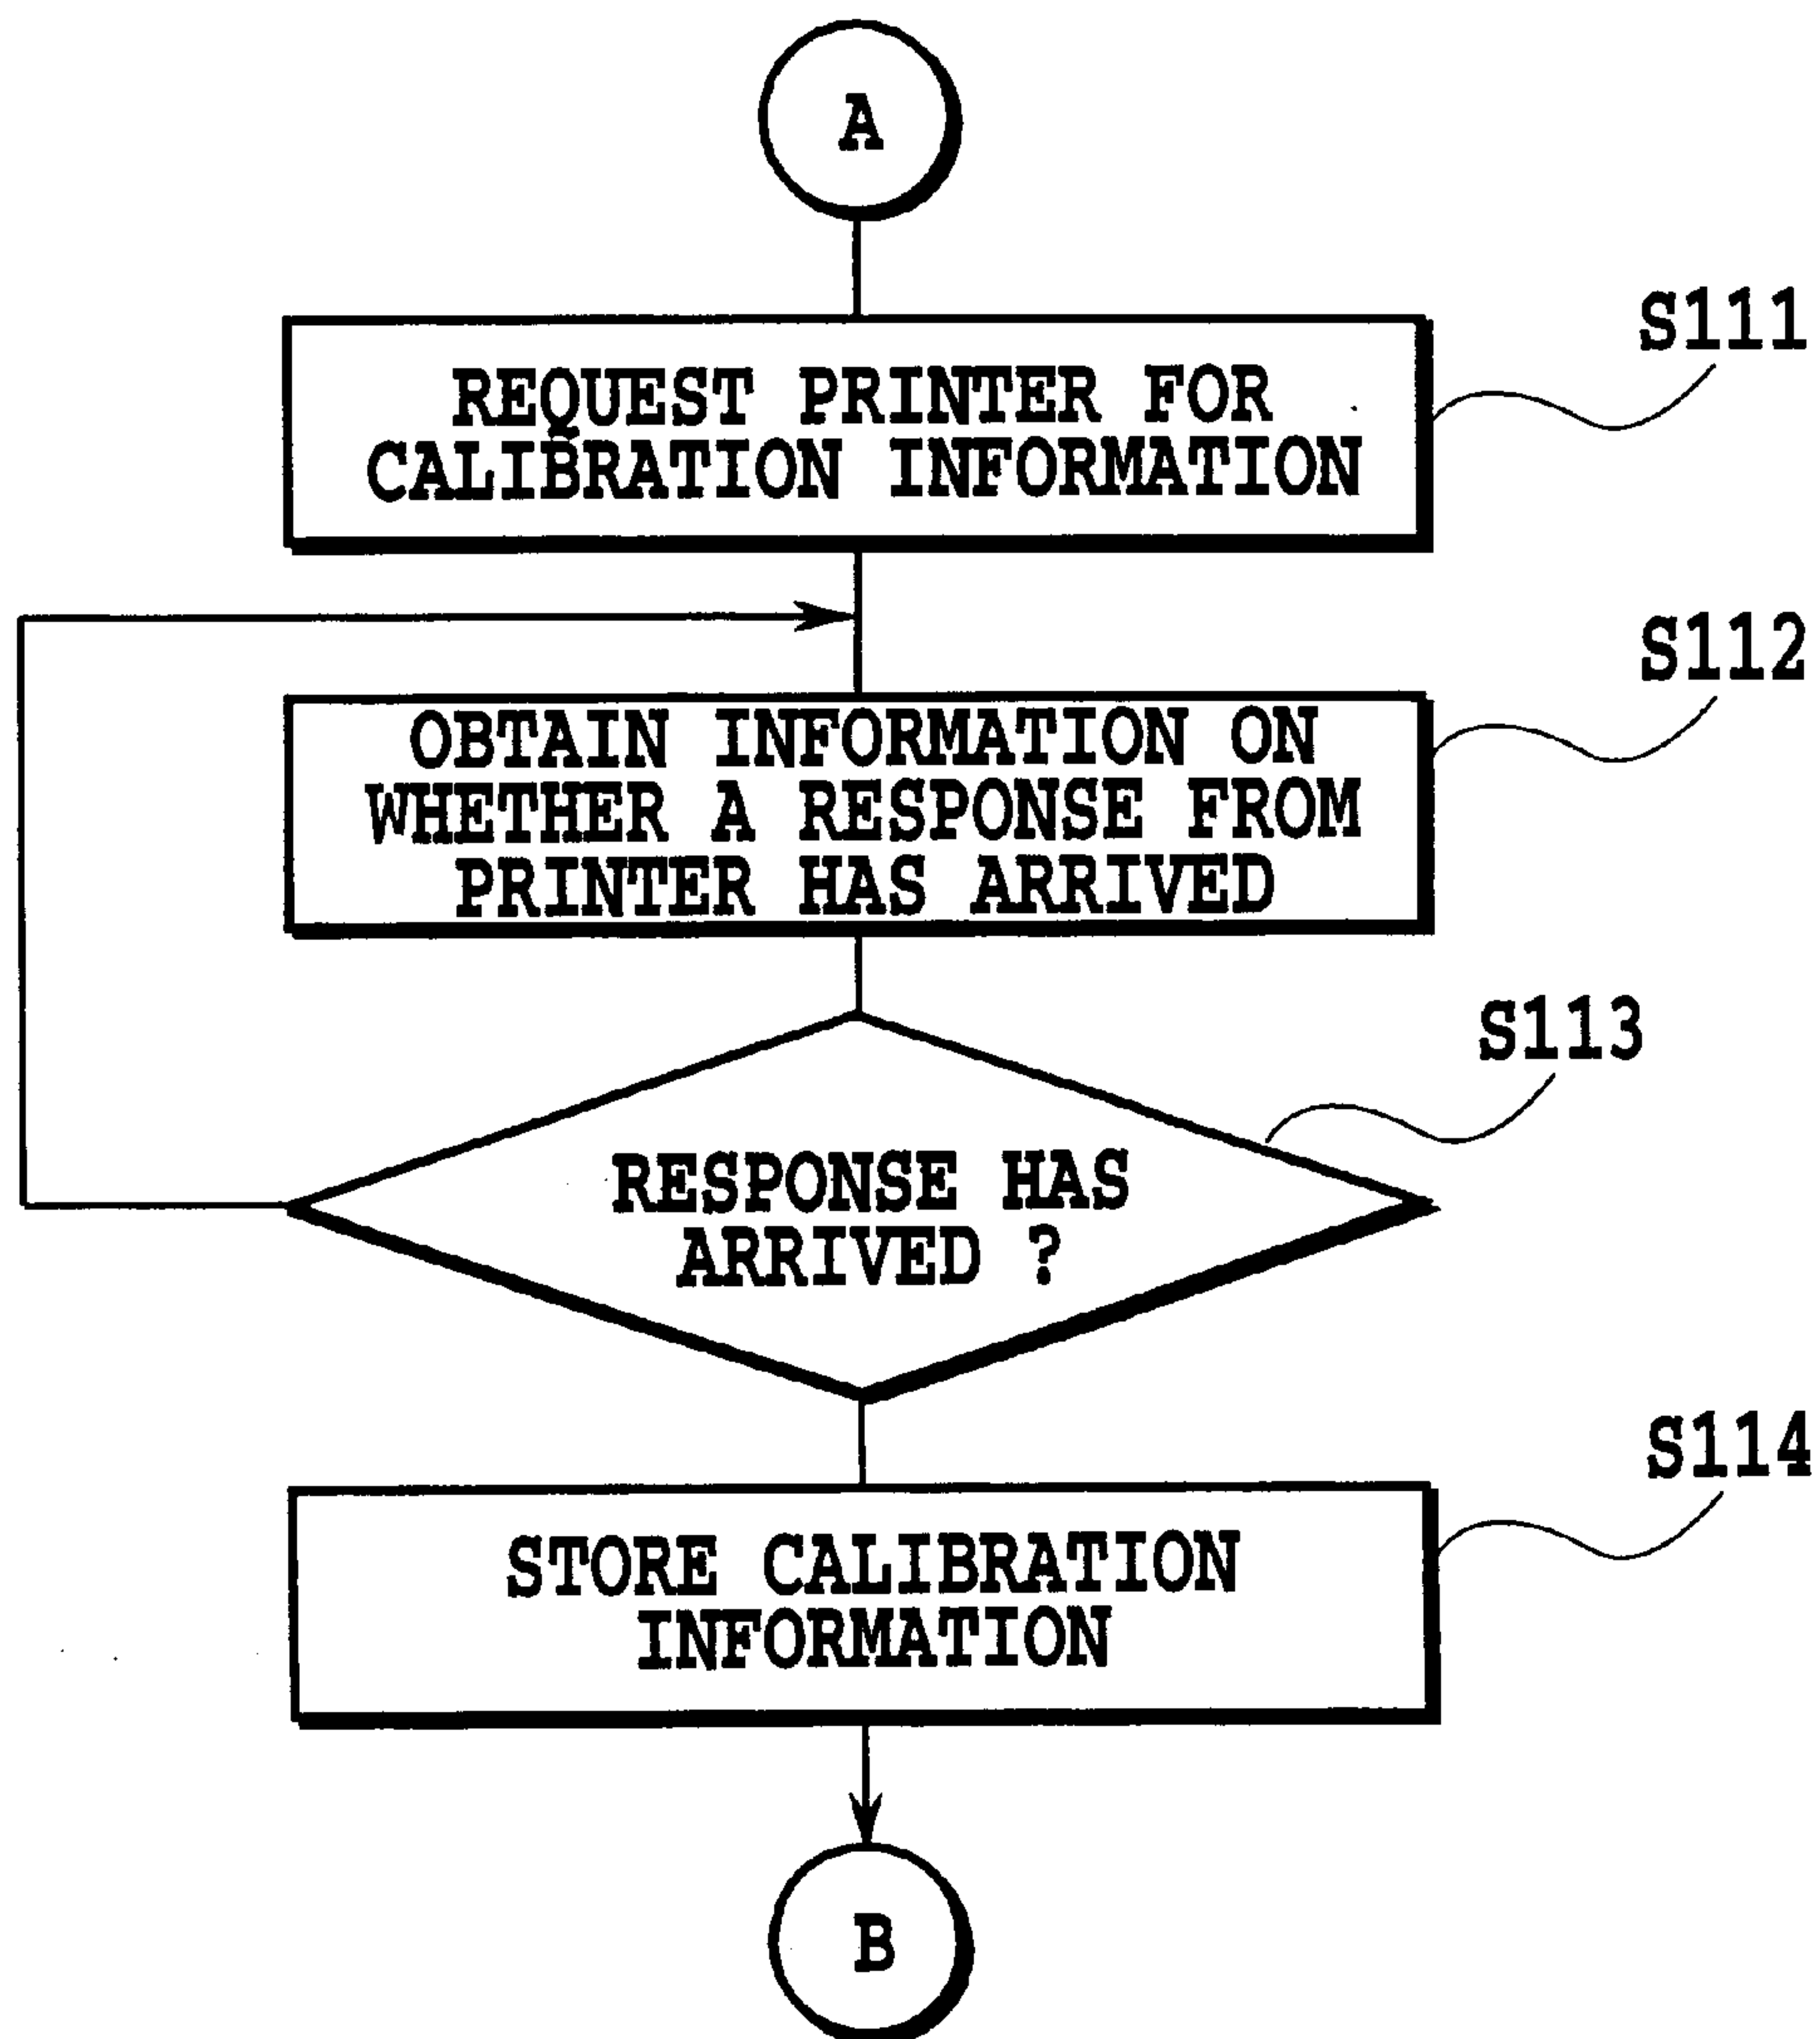 A
S111
REQUEST PRINTER FOR
CALIBRATION INFORMATION
S112
OBTAIN INFORMATION ON
WHETHER A RESPONSE FROM
PRINTER HAS ARRIVED
S113
RESPONSE HAS
ARRIVED ?
S114
STORE CALIBRATION
INFORMATION
B